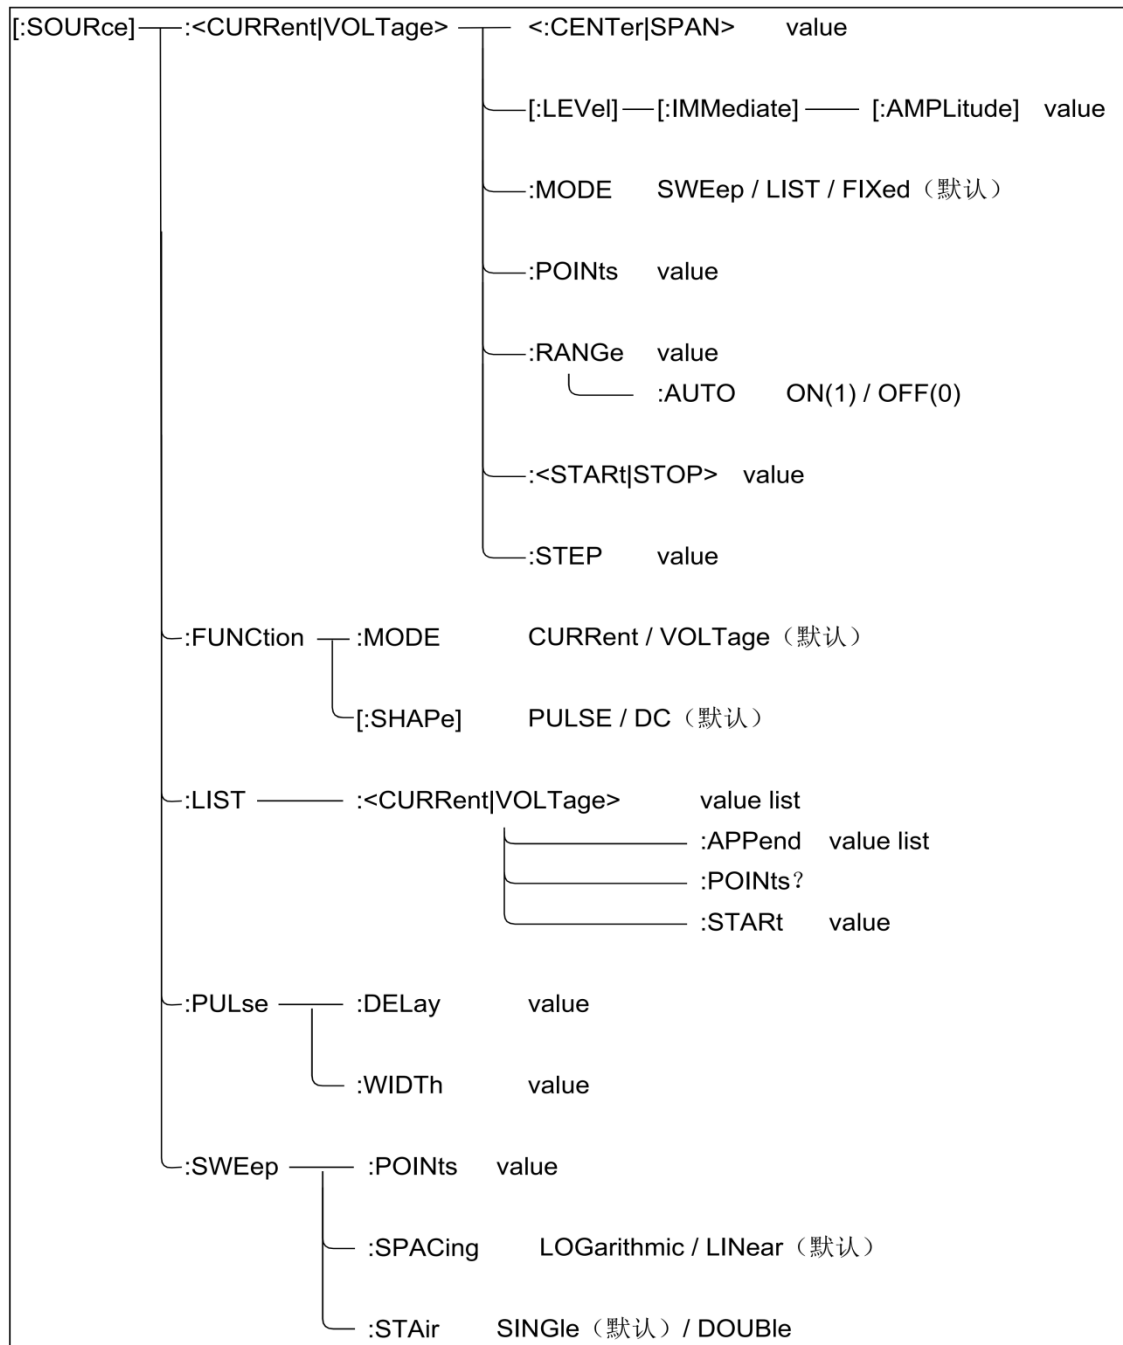 [:SOURce] :<CURRent|VOLTage> <:CENTer|SPAN> value
[:LEVel] [:IMMediate] [:AMPLitude] value
:MODE SWEep / LIST / FIXed（默认）
:POINts value
:RANGe value
:AUTO ON(1) / OFF(0)
:<STARt|STOP> value
:STEP value
:FUNCtion :MODE CURRent / VOLTage（默认）
[:SHAPe] PULSE / DC（默认）
:LIST :<CURRent|VOLTage> value list
:APPend value list
:POINts？
:STARt value
:PULse :DELay value
:WIDTh value
:SWEep :POINts value
:SPACing LOGarithmic / LINear（默认）
:STAir SINGle（默认）/ DOUBle